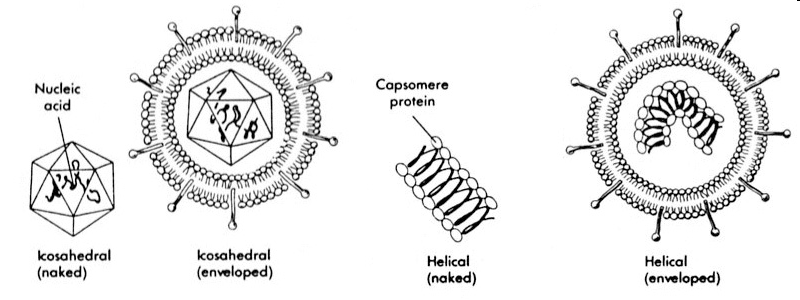 Nucleic
acid
Capsomere
protein
Icosahedral
(naked)
Icosahedral
(enveloped)
Helical
(naked)
Helical
(enveloped)